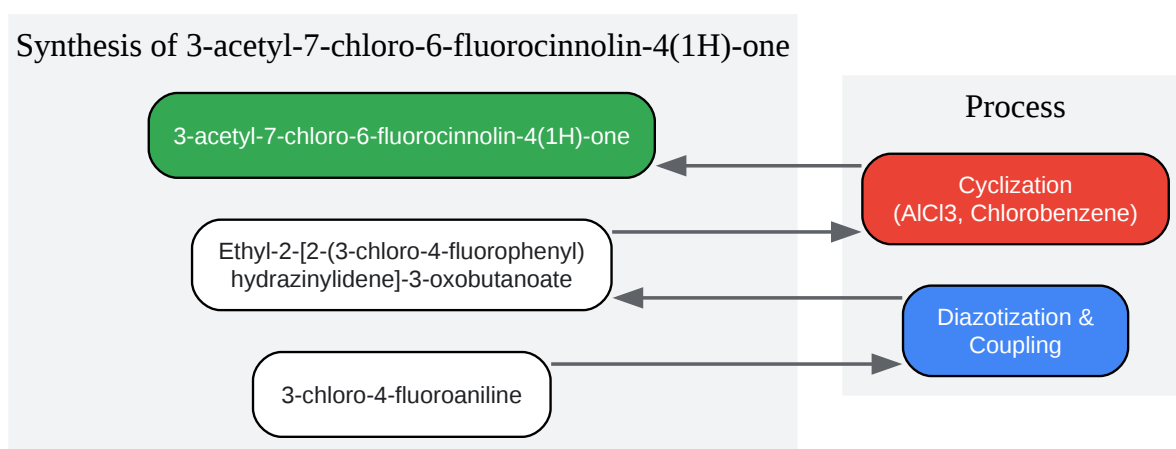 Synthesis of 3-acetyl-7-chloro-6-fluorocinnolin-4(1H)-one
3-acetyl-7-chloro-6-fluorocinnolin-4(1H)-one
Ethyl-2-[2-(3-chloro-4-fluorophenyl)
hydrazinylidene]-3-oxobutanoate
3-chloro-4-fluoroaniline
Process
Cyclization
(AlCl3, Chlorobenzene)
Diazotization &
Coupling